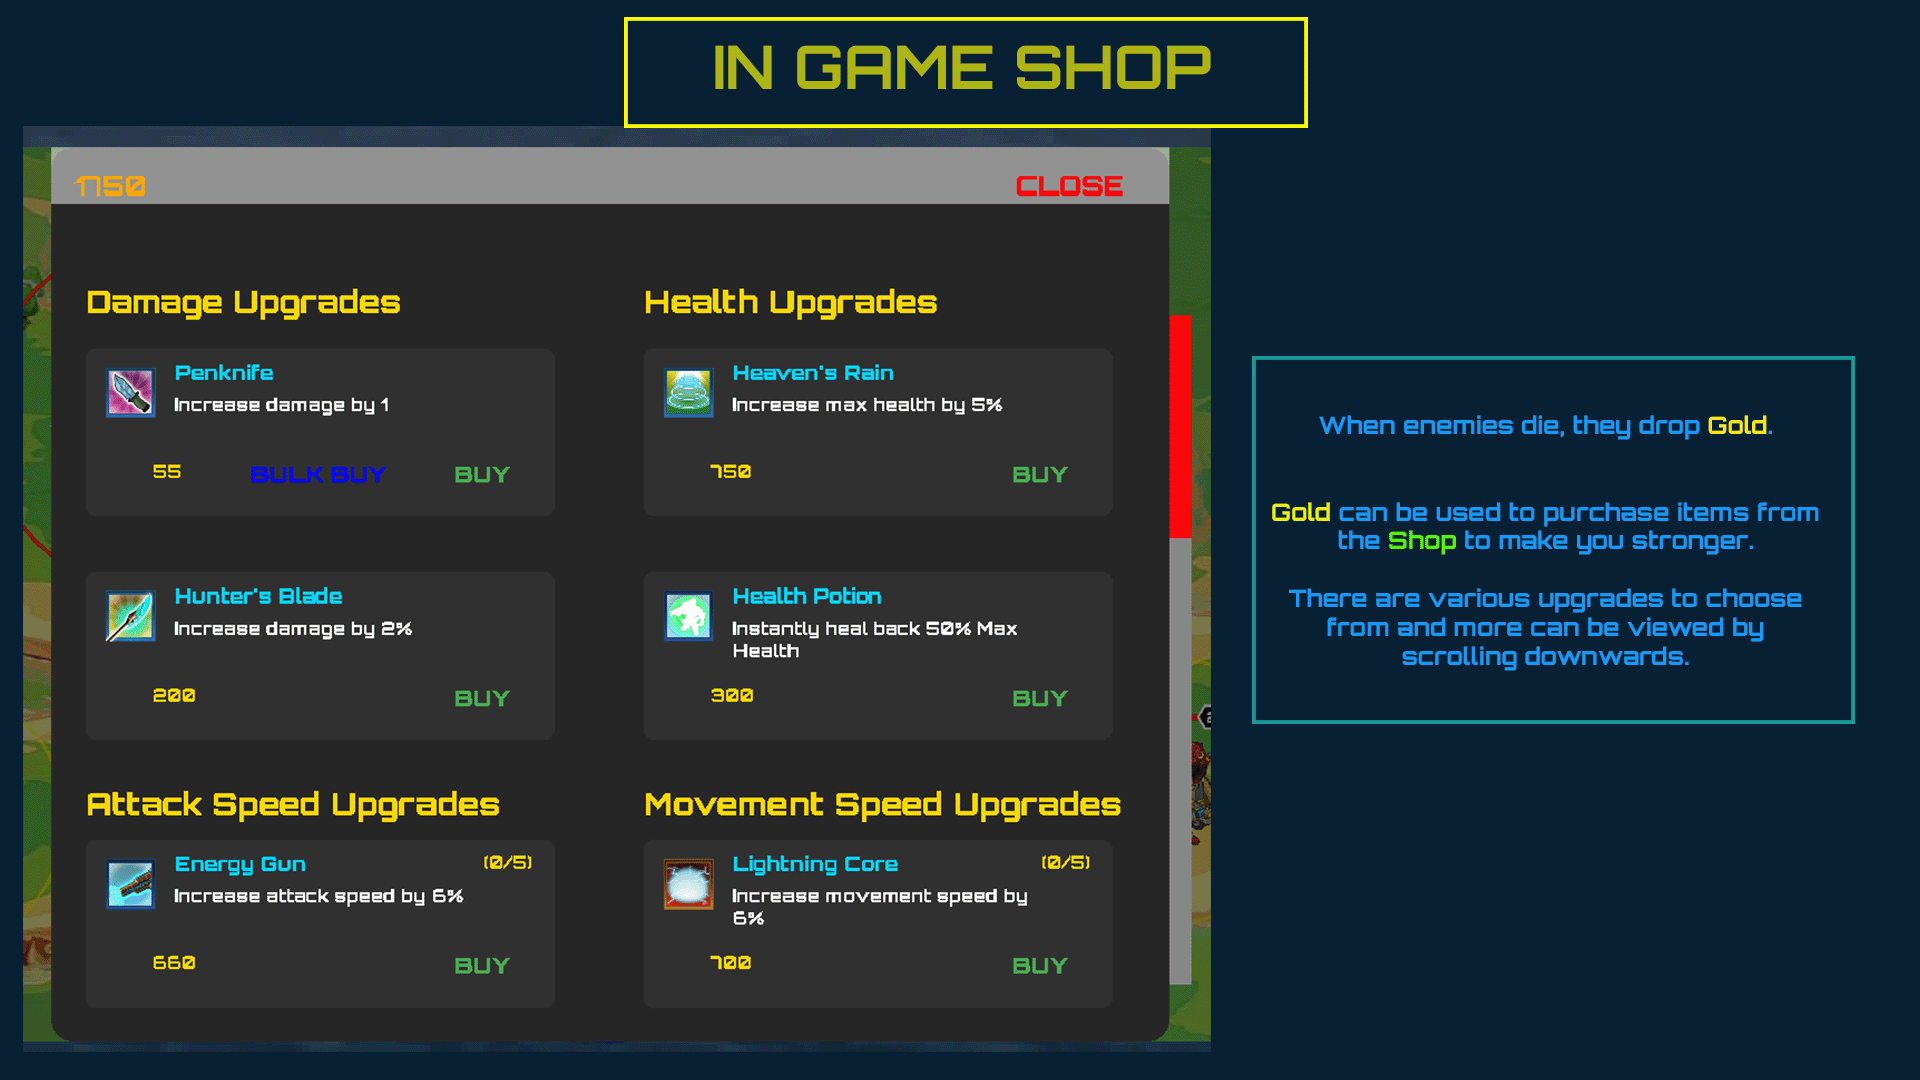 IN GAME SHOP
1750
CLOSE
Damage Upgrades
Penknife
Increase damage by 1
55
BULK BUY
BUY
Hunter's Blade
Increase damage by 2%
200
BUY
Health Upgrades
Heaven's Rain
Increase max health by 5%
750
BUY
Health Potion
Instantly heal back 50% Max
Health
300
BUY
Attack Speed Upgrades
Energy Gun
(0/5)
Increase attack speed by 6%
660
BUY
Movement Speed Upgrades
Lightning Core
(0/5)
Increase movement speed by
6%
700
BUY
When enemies die, they drop Gold.
Gold can be used to purchase items from
the Shop to make you stronger.
There are various upgrades to choose
from and more can be viewed by
scrolling downwards.